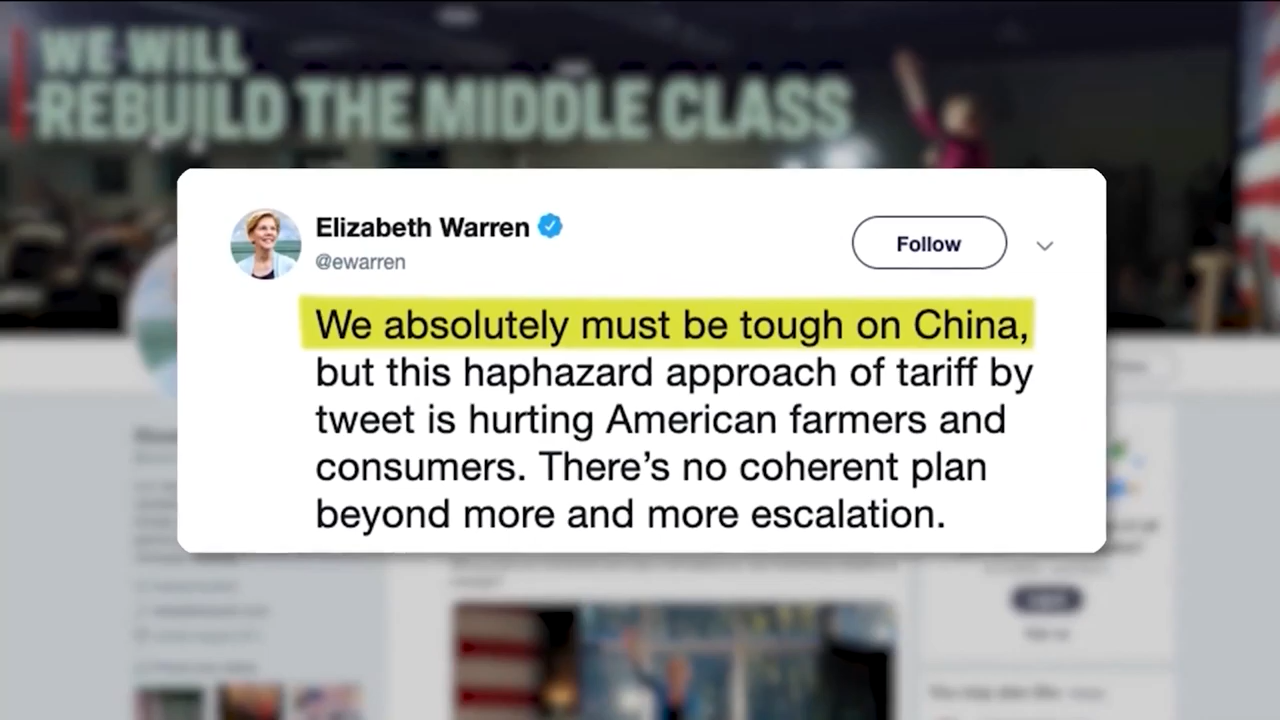 WE WILL
REBUILD THE MIDDLE CLASS
Elizabeth Warren
@ewarren
Follow
We absolutely must be tough on China,
but this haphazard approach of tariff by
tweet is hurting American farmers and
consumers. There’s no coherent plan
beyond more and more escalation.